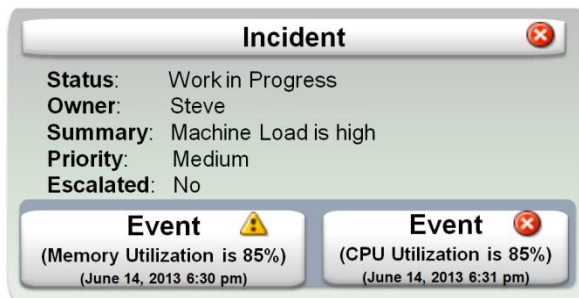 Incident
Status: Work in Progress
Owner: Steve
Summary: Machine Load is high
Priority: Medium
Escalated: No
Event
(Memory Utilization is 85%)
(June 14, 2013 6:30 pm)
Event
(CPU Utilization is 85%)
(June 14, 2013 6:31 pm)